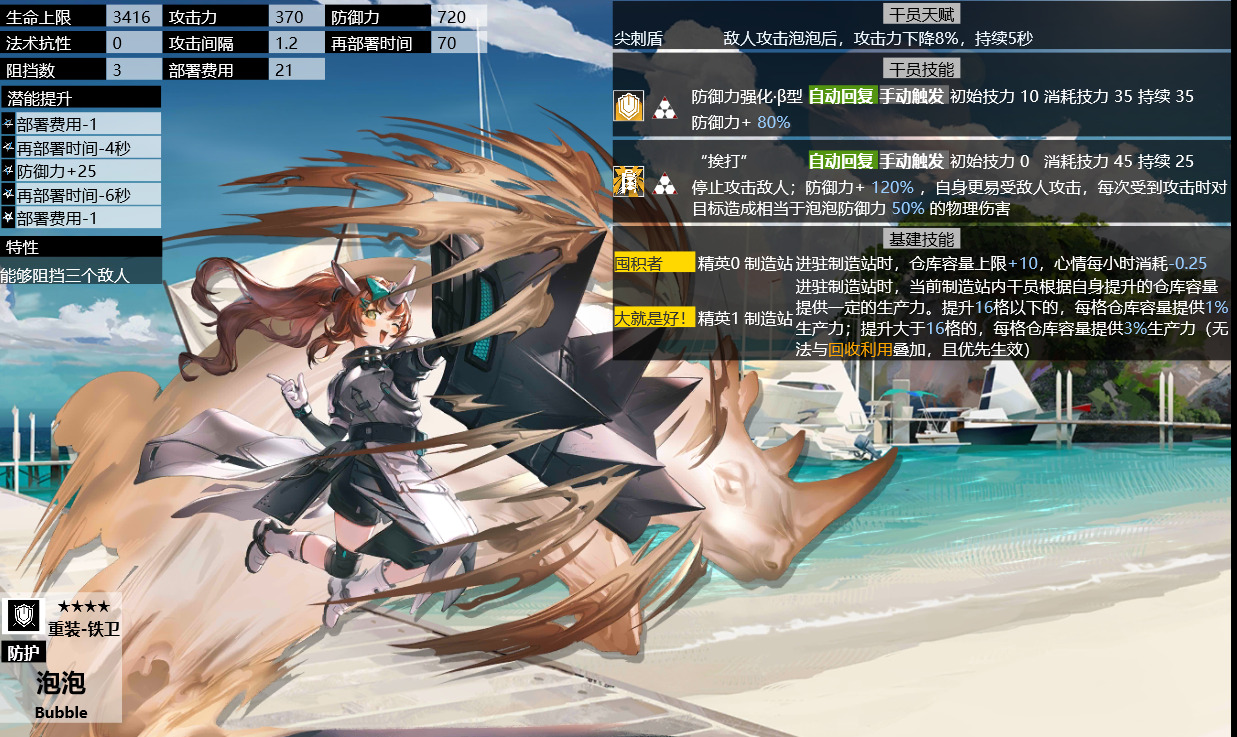 生命上限 3416 攻击力 370 防御力 720
法术抗性 0 攻击间隔 1.2 再部署时间 70
阻挡数 3 部署费用 21
潜能提升
部署费用-1
再部署时间-4秒
防御力+25
再部署时间-6秒
部署费用-1
特性
能够阻挡三个敌人
干员天赋
尖刺盾 敌人攻击泡泡后，攻击力下降8%，持续5秒
干员技能
防御力强化·β型 自动回复 手动触发 初始技力 10 消耗技力 35 持续 35
防御力+ 80%
“挨打” 自动回复 手动触发 初始技力 0 消耗技力 45 持续 25
停止攻击敌人；防御力+ 120% ，自身更易受敌人攻击，每次受到攻击时对
目标造成相当于泡泡防御力 50% 的物理伤害
基建技能
囤积者 精英0 制造站 进驻制造站时，仓库容量上限+10，心情每小时消耗-0.25
大就是好！ 精英1 制造站 进驻制造站时，当前制造站内干员根据自身提升的仓库容量
提供一定的生产力。提升16格以下的，每格仓库容量提供1%
生产力；提升大于16格的，每格仓库容量提供3%生产力（无
法与回收利用叠加，且优先生效）
★★★★
重装-铁卫
防护
泡泡
Bubble